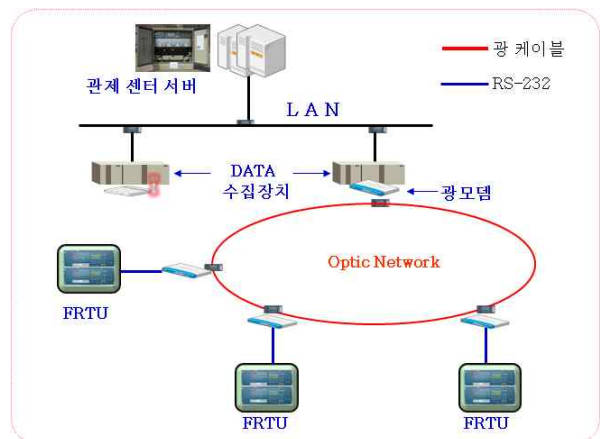 광 케이블
RS-232
관제 센터 서버
L A N
DATA
수집장치
광모뎀
Optic Network
FRTU
FRTU
FRTU